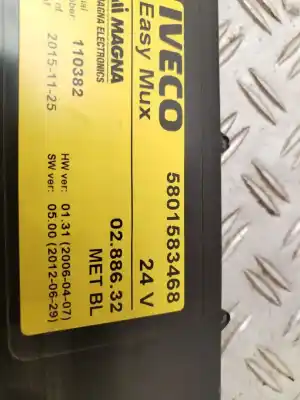 IVECO
Easy Mux
5801583468
24 V
MAGNA
MAGNA ELECTRONICS
02.886.32
MET BL
110382
2015-11-25
HW ver: 01.31 (2006-04-07)
SW ver: 05.00 (2012-06-29)